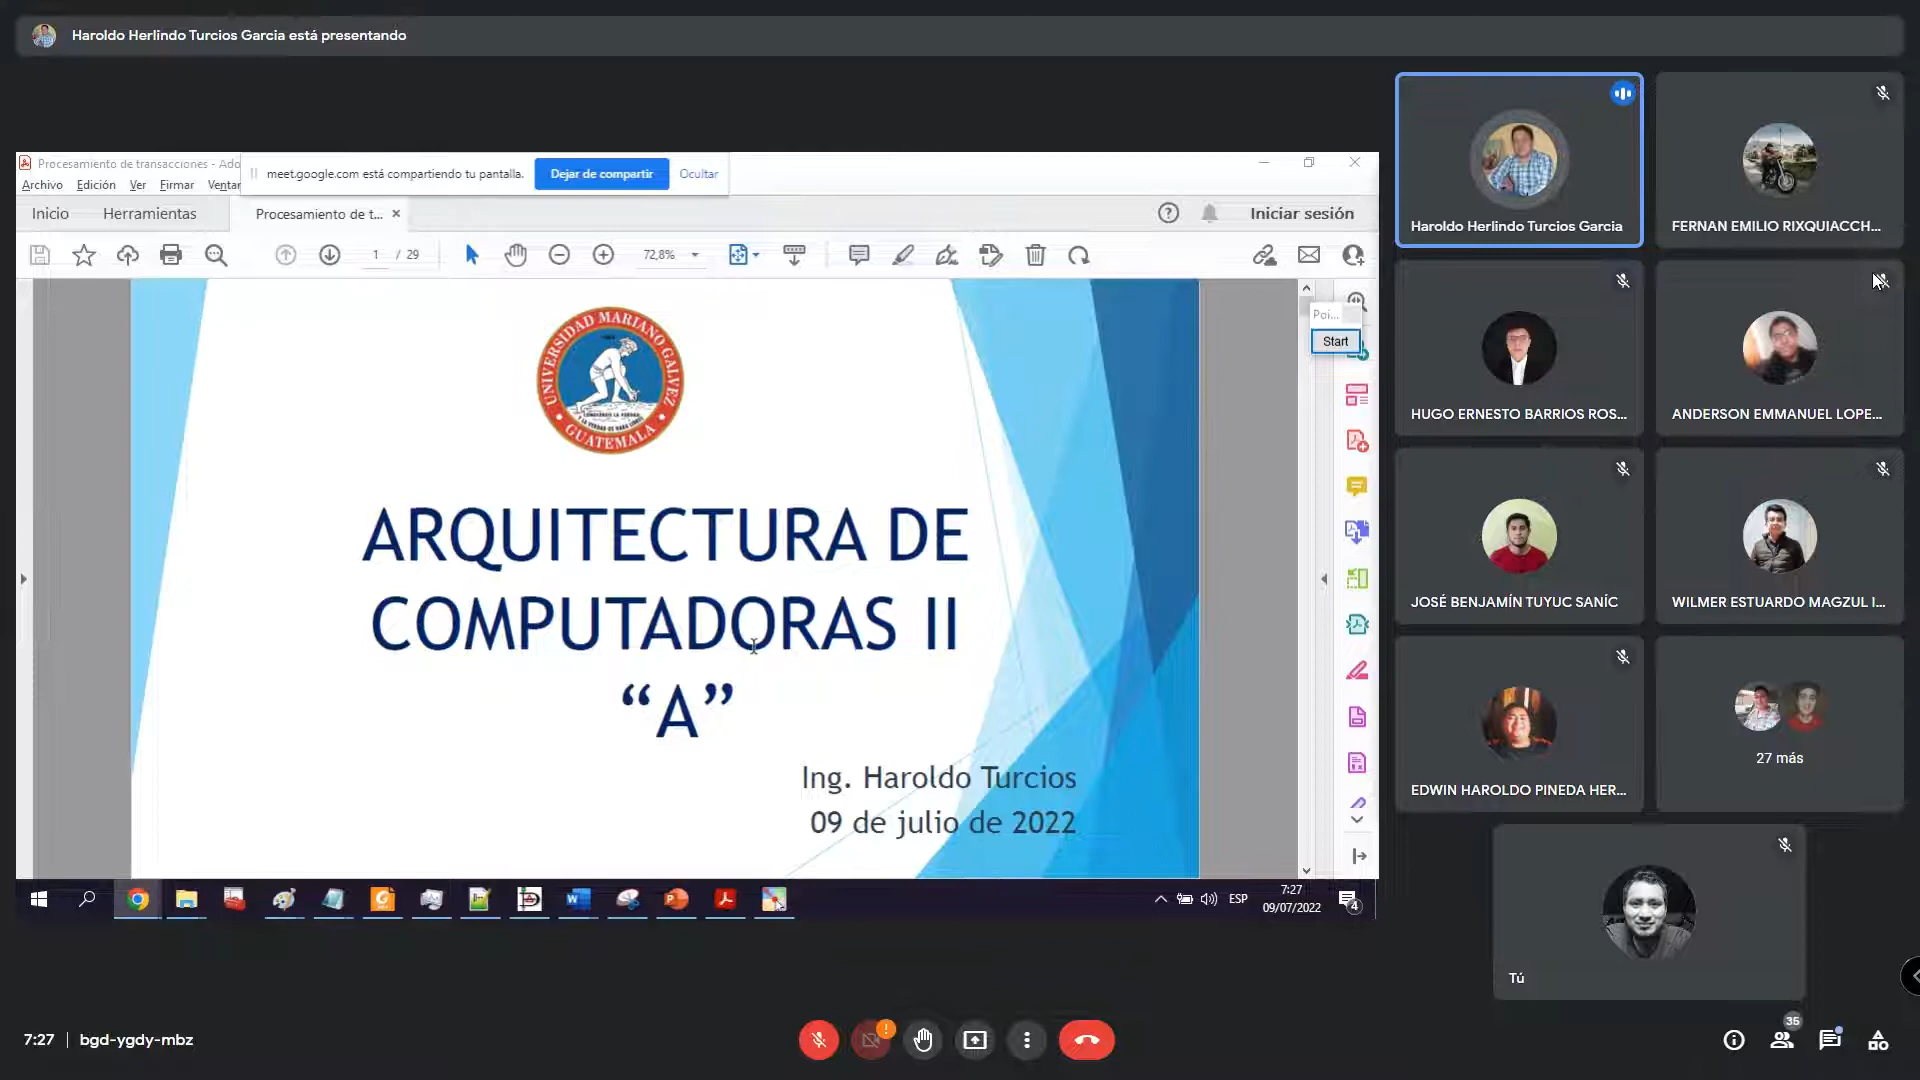 Haroldo Herlindo Turcios Garcia está presentando
Procesamiento de transacciones - Ado
meet.google.com está compartiendo tu pantalla.
Dejar de compartir
Ocultar
Archivo Edición Ver Firmar Ventan
Inicio
Herramientas
Procesamiento de t...
Iniciar sesión
1 / 29
72,8%
UNIVERSIDAD MARIANO GALVEZ
GUATEMALA
ARQUITECTURA DE
COMPUTADORAS II
“A”
Ing. Haroldo Turcios
09 de julio de 2022
Poi...
Start
ESP
7:27
09/07/2022
4
Haroldo Herlindo Turcios Garcia
FERNAN EMILIO RIXQUIACCH...
HUGO ERNESTO BARRIOS ROS...
ANDERSON EMMANUEL LOPE...
JOSÉ BENJAMÍN TUYUC SANÍC
WILMER ESTUARDO MAGZUL I...
EDWIN HAROLDO PINEDA HER...
27 más
Tú
7:27 | bgd-ygdy-mbz
35